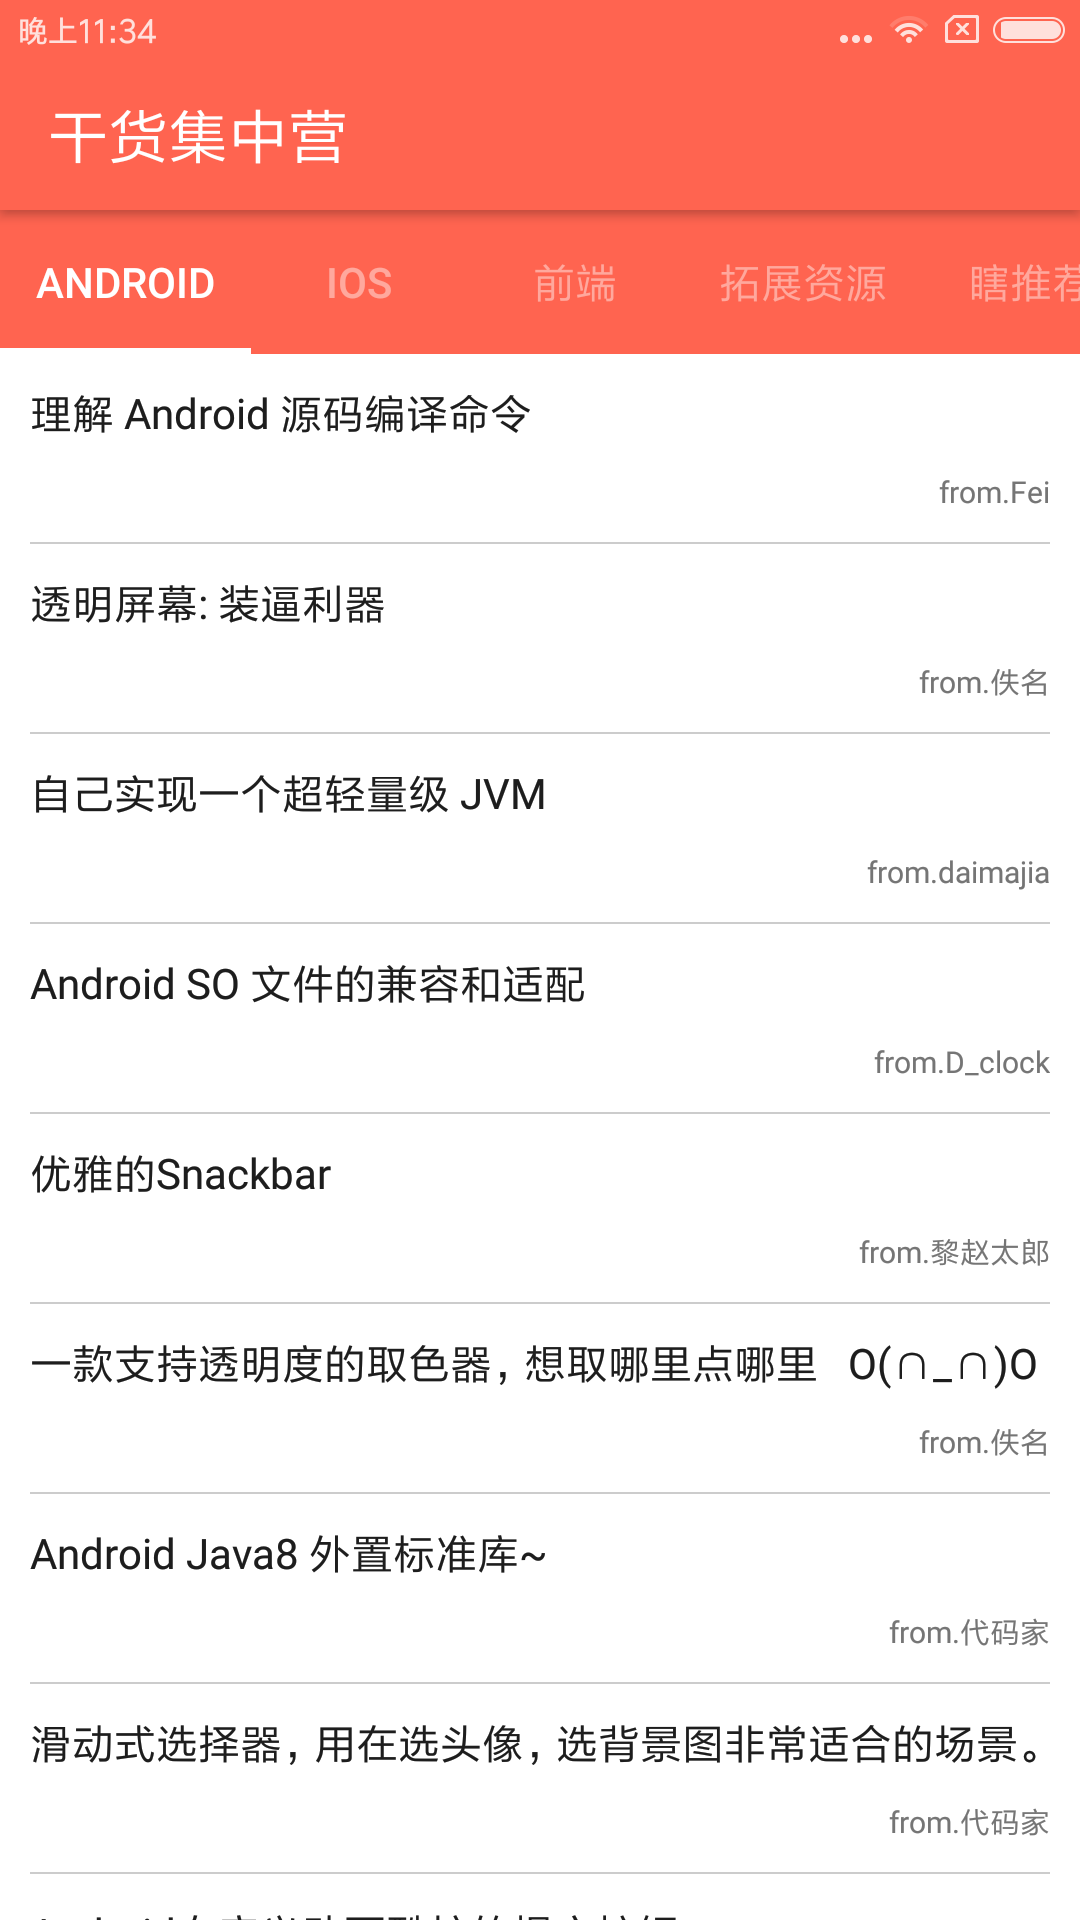 晚上11:34
干货集中营
ANDROID IOS 前端 拓展资源 瞎推荐
理解 Android 源码编译命令
from.Fei
透明屏幕: 装逼利器
from.佚名
自己实现一个超轻量级 JVM
from.daimajia
Android SO 文件的兼容和适配
from.D_clock
优雅的Snackbar
from.黎赵太郎
一款支持透明度的取色器，想取哪里点哪里 O(∩_∩)O
from.佚名
Android Java8 外置标准库~
from.代码家
滑动式选择器，用在选头像，选背景图非常适合的场景。
from.代码家